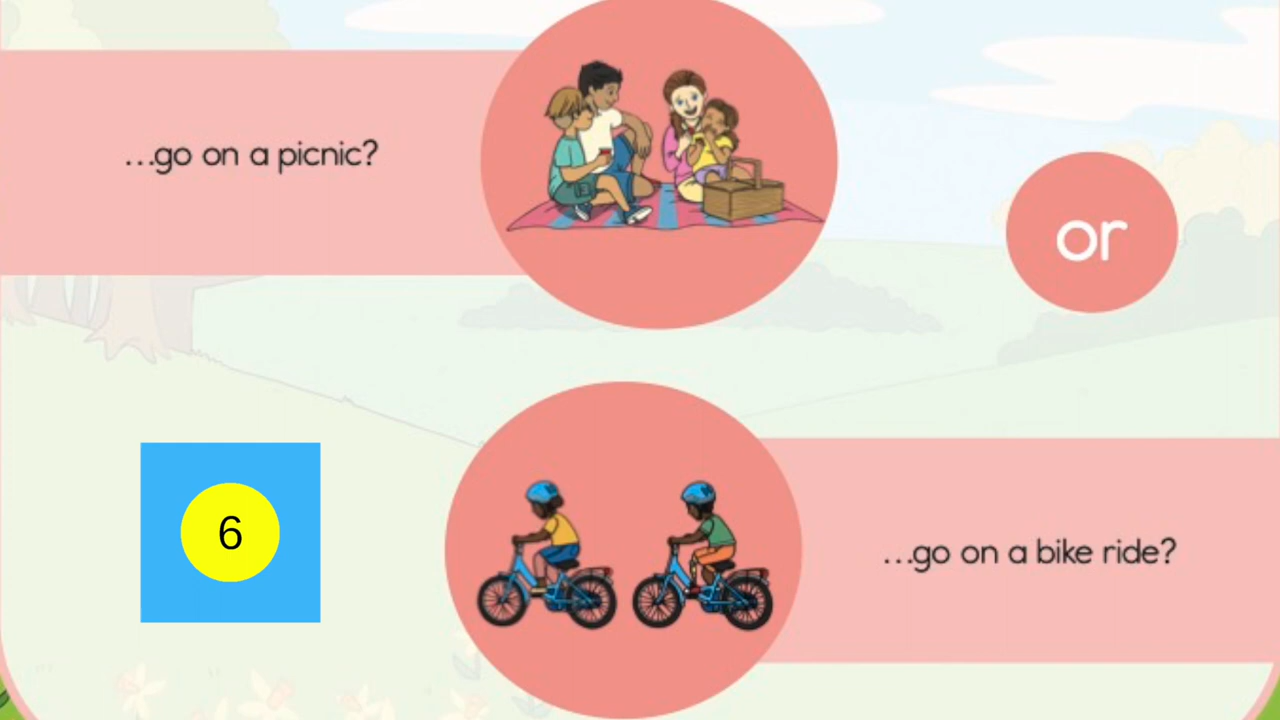 …go on a picnic?
or
6
…go on a bike ride?